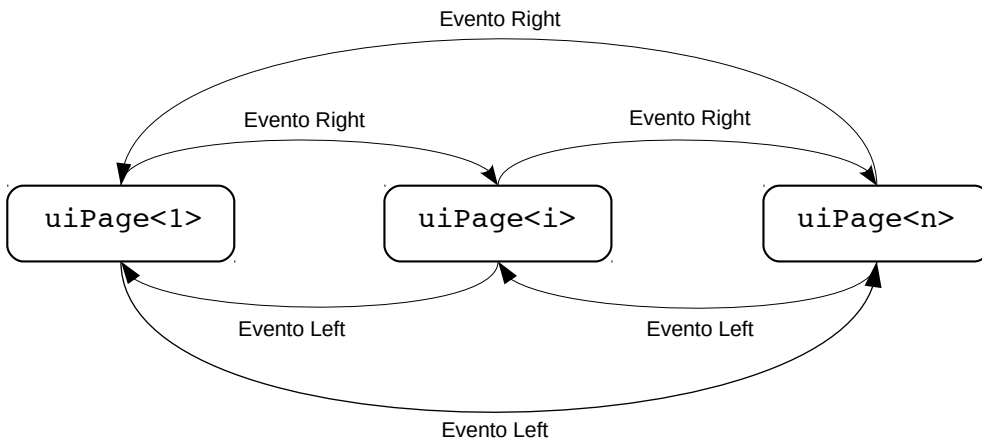 Evento Right
Evento Right
Evento Right
uiPage<1>
uiPage<i>
uiPage<n>
Evento Left
Evento Left
Evento Left